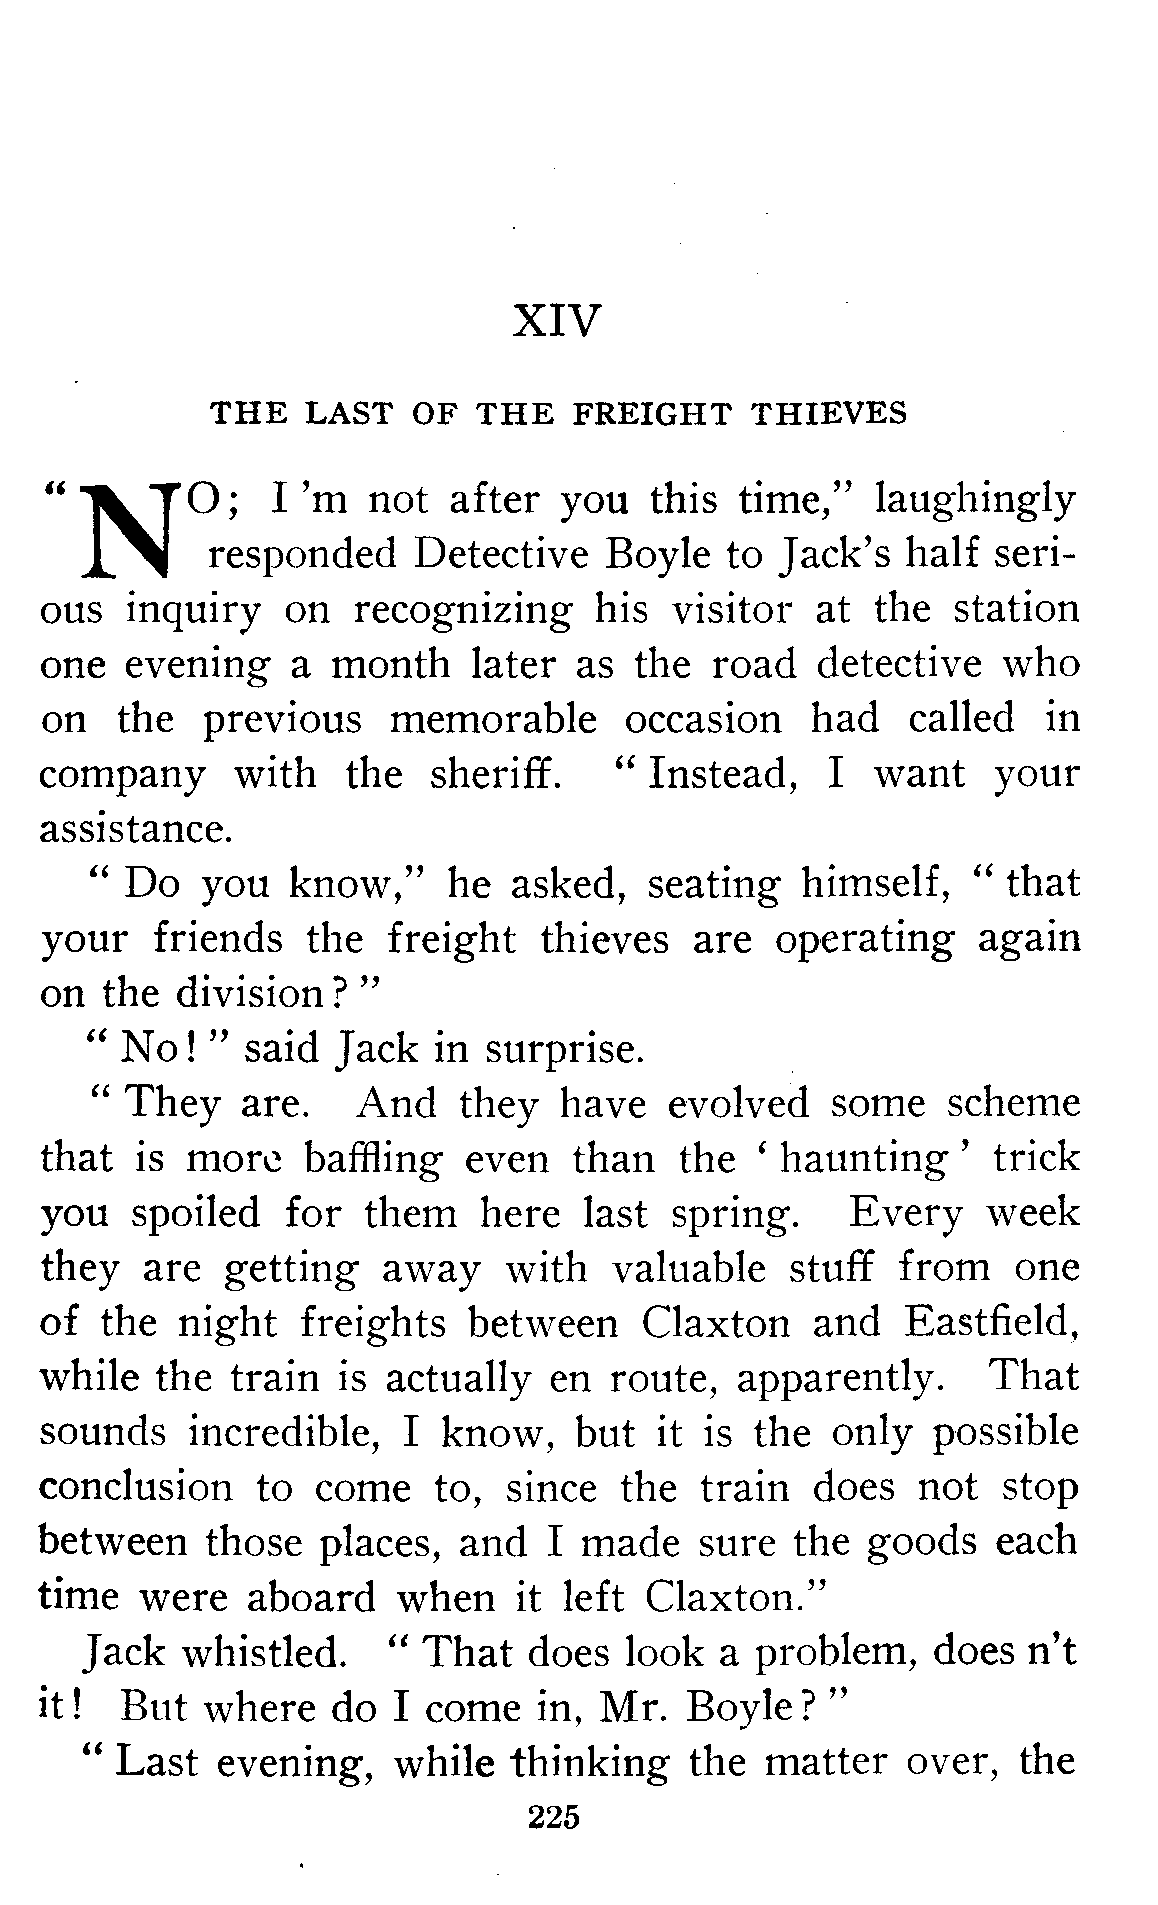 XIV
THE LAST OF THE FREIGHT THIEVES
“NO; I ’m not after you this time,” laughingly
responded Detective Boyle to Jack’s half seri-
ous inquiry on recognizing his visitor at the station
one evening a month later as the road detective who
on the previous memorable occasion had called in
company with the sheriff. “ Instead, I want your
assistance.
“ Do you know,” he asked, seating himself, “ that
your friends the freight thieves are operating again
on the division? ”
“ No! ” said Jack in surprise.
“ They are. And they have evolved some scheme
that is more baffling even than the ‘ haunting ’ trick
you spoiled for them here last spring. Every week
they are getting away with valuable stuff from one
of the night freights between Claxton and Eastfield,
while the train is actually en route, apparently. That
sounds incredible, I know, but it is the only possible
conclusion to come to, since the train does not stop
between those places, and I made sure the goods each
time were aboard when it left Claxton.”
Jack whistled. “ That does look a problem, does n’t
it! But where do I come in, Mr. Boyle? ”
“ Last evening, while thinking the matter over, the
225